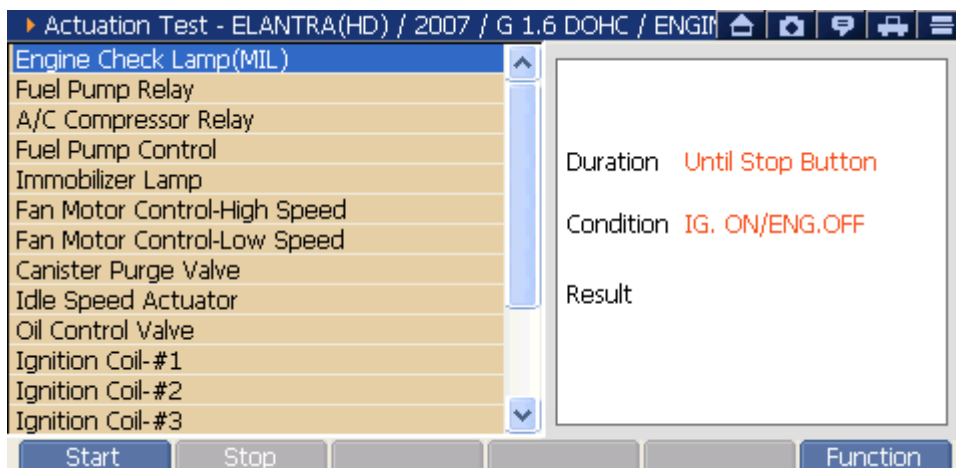 Actuation Test - ELANTRA(HD) / 2007 / G 1.6 DOHC /
Engine Check Lamp(MIL)
Fuel Pump Relay
A/C Compressor Relay
Fuel Pump Control
Immobilizer Lamp
Fan Motor Control-High Speed
Fan Motor Control-Low Speed
Canister Purge Valve
Idle Speed Actuator
Oil Control Valve
Ignition Coil-#1
Ignition Coil-#2
Ignition Coil-#3
Duration Until Stop Button
Condition IG. ON/ENG.OFF
Result
Start Stop Function